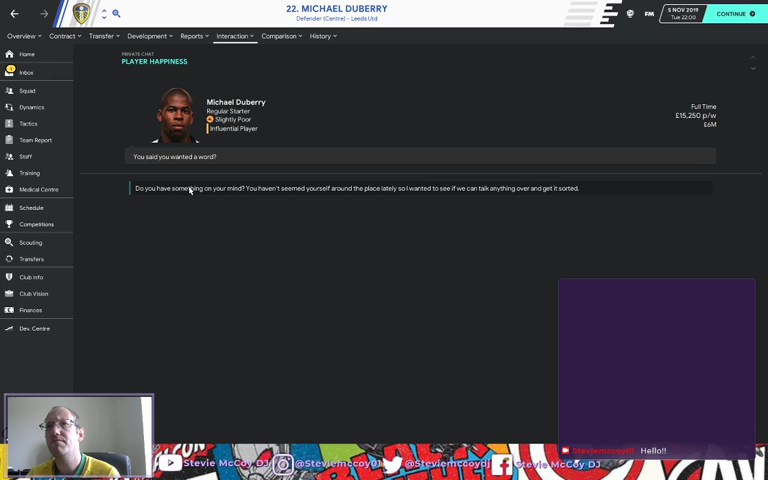 22. MICHAEL DUBERRY
Defender (Centre) - Leeds Utd
5 NOV 2019
Tue 22:00
FM
CONTINUE
Overview
Contract
Transfer
Development
Reports
Interaction
Comparison
History
Home
Inbox
Squad
Dynamics
Tactics
Team Report
Staff
Training
Medical Centre
Schedule
Competitions
Scouting
Transfers
Club Info
Club Vision
Finances
Dev. Centre
PRIVATE CHAT
PLAYER HAPPINESS
Michael Duberry
Regular Starter
Slightly Poor
Influential Player
Full Time
£15,250 p/w
£6M
You said you wanted a word?
Do you have something on your mind? You haven't seemed yourself around the place lately so I wanted to see if we can talk anything over and get it sorted.
Steviemccoy01 Hello!!
Stevie McCoy DJ
@Steviemccoy01
@Steviemccoydj
Stevie McCoy DJ